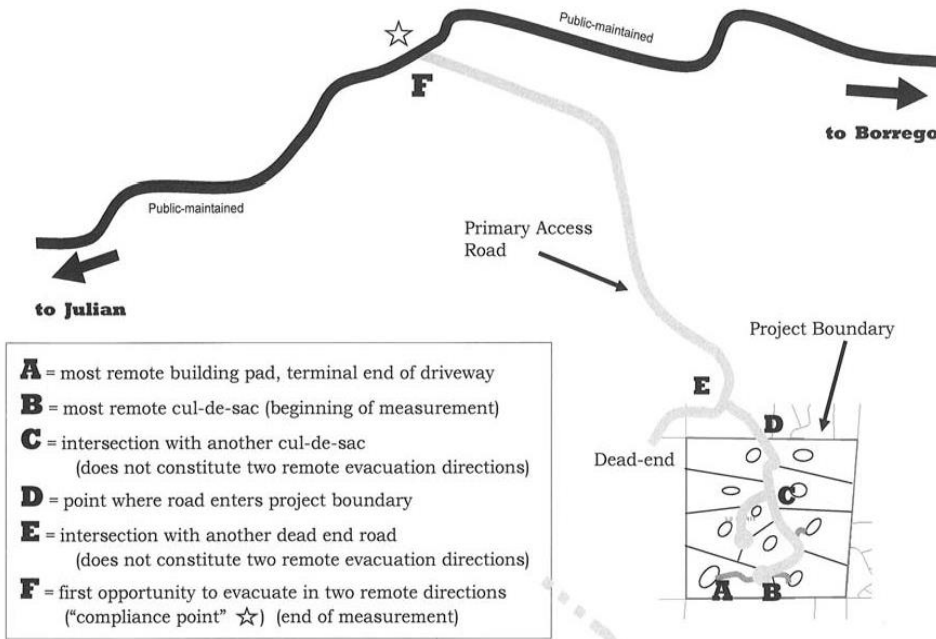 Public-maintained
F
to Borrego
Public-maintained
Primary Access
Road
to Julian
Project Boundary
E
D
Dead-end
C
A
B
A = most remote building pad, terminal end of driveway
B = most remote cul-de-sac (beginning of measurement)
C = intersection with another cul-de-sac
(does not constitute two remote evacuation directions)
D = point where road enters project boundary
E = intersection with another dead end road
(does not constitute two remote evacuation directions)
F = first opportunity to evacuate in two remote directions
("compliance point" ☆) (end of measurement)